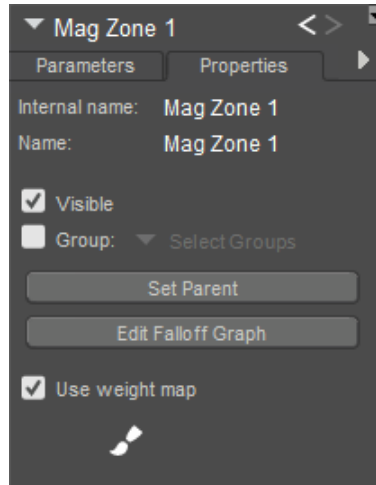 Mag Zone 1
Parameters Properties
Internal name: Mag Zone 1
Name: Mag Zone 1
Visible
Group: Select Groups
Set Parent
Edit Falloff Graph
Use weight map